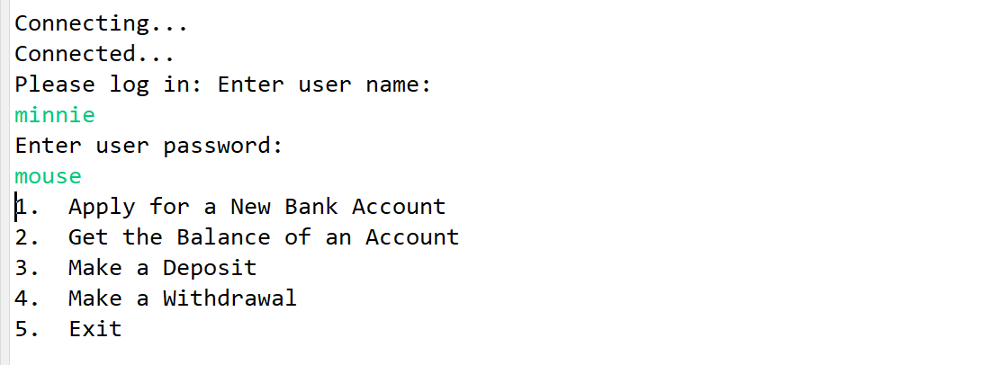 Connecting...
Connected...
Please log in: Enter user name:
minnie
Enter user password:
mouse
1.  Apply for a New Bank Account
2.  Get the Balance of an Account
3.  Make a Deposit
4.  Make a Withdrawal
5.  Exit